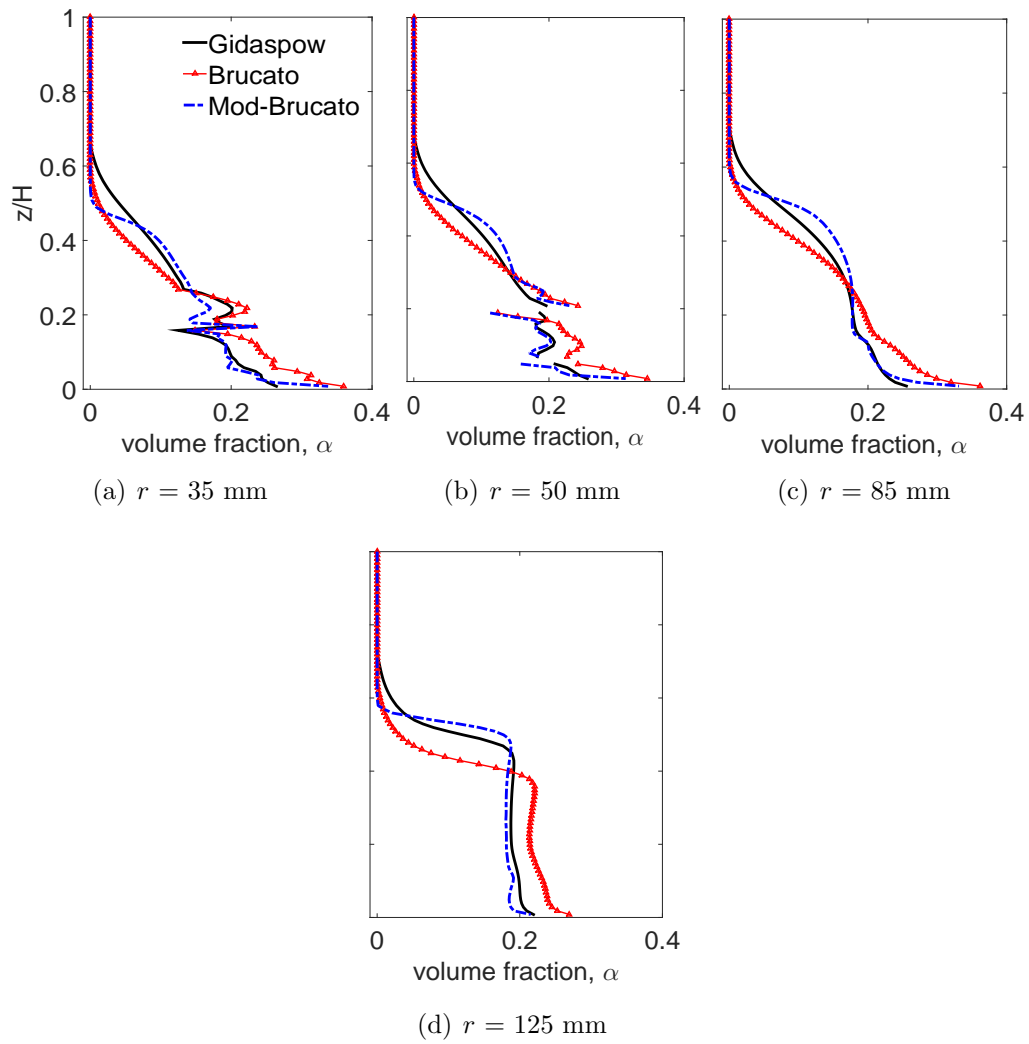 1
0.8
0.6
0.4
0.2
0
z/H
Gidaspow
Brucato
Mod-Brucato
0 0.2 0.4
volume fraction, α
(a) r = 35 mm
0 0.2 0.4
volume fraction, α
(b) r = 50 mm
0 0.2 0.4
volume fraction, α
(c) r = 85 mm
0 0.2 0.4
volume fraction, α
(d) r = 125 mm